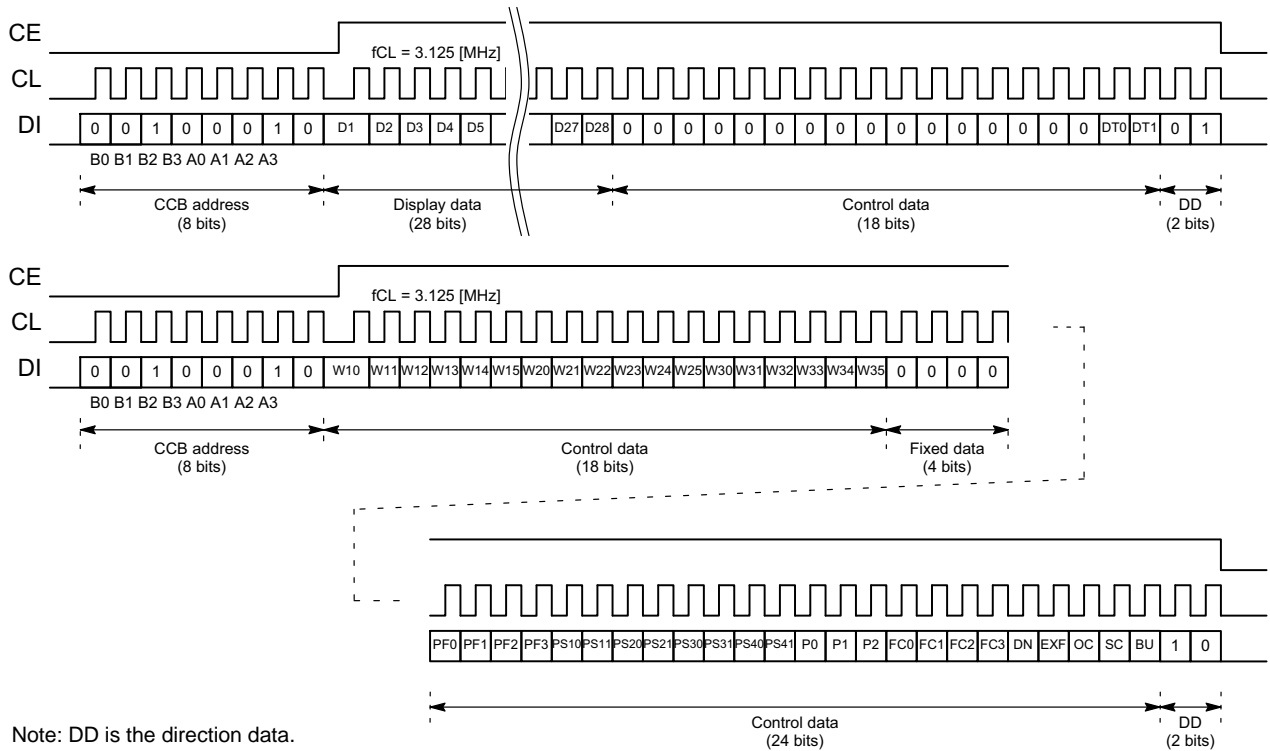 CE
fCL = 3.125 [MHz]
CL
DI 0 0 1 0 0 0 1 0 D1 D2 D3 D4 D5 D27 D28 0 0 0 0 0 0 0 0 0 0 0 0 0 0 0 0 DT0 DT1 0 1
B0 B1 B2 B3 A0 A1 A2 A3
CCB address Display data Control data DD
(8 bits) (28 bits) (18 bits) (2 bits)
CE
fCL = 3.125 [MHz]
CL
DI 0 0 1 0 0 0 1 0 W10 W11 W12 W13 W14 W15 W20 W21 W22 W23 W24 W25 W30 W31 W32 W33 W34 W35 0 0 0 0
B0 B1 B2 B3 A0 A1 A2 A3
CCB address Control data Fixed data
(8 bits) (18 bits) (4 bits)
PF0 PF1 PF2 PF3 PS10 PS11 PS20 PS21 PS30 PS31 PS40 PS41 P0 P1 P2 FC0 FC1 FC2 FC3 DN EXF OC SC BU 1 0
Control data DD
(24 bits) (2 bits)
Note: DD is the direction data.